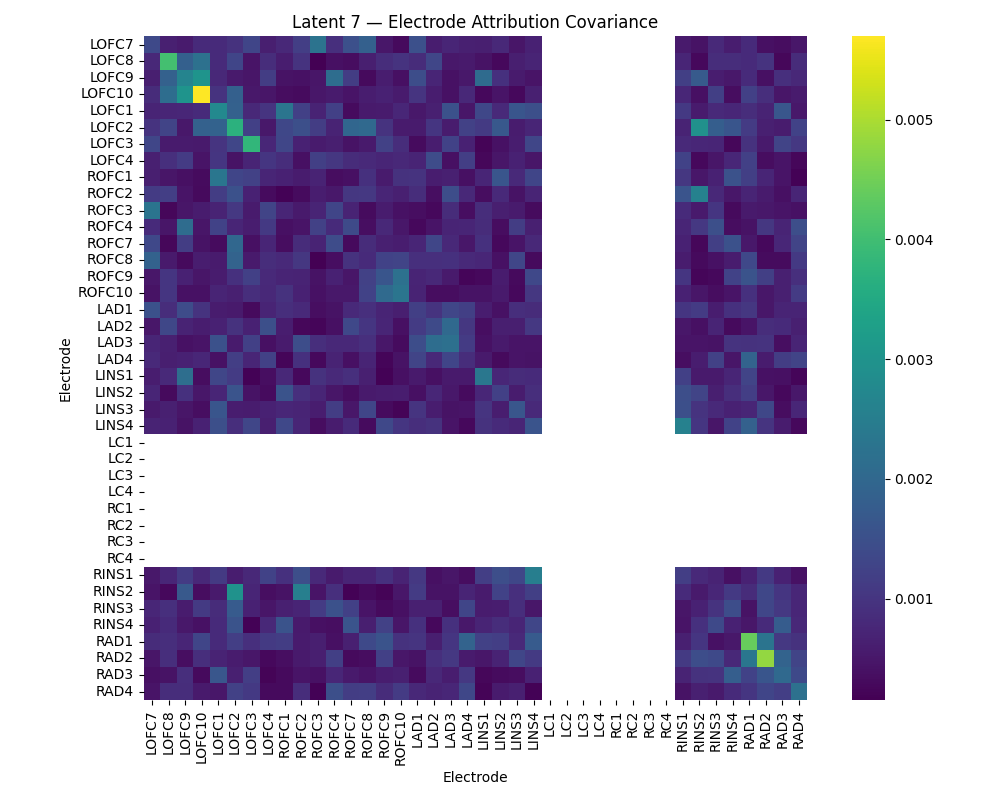 Latent 7 — Electrode Attribution Covariance
Electrode
LOFC7
LOFC8
LOFC9
LOFC10
LOFC1
LOFC2
LOFC3
LOFC4
ROFC1
ROFC2
ROFC3
ROFC4
ROFC7
ROFC8
ROFC9
ROFC10
LAD1
LAD2
LAD3
LAD4
LINS1
LINS2
LINS3
LINS4
LC1
LC2
LC3
LC4
RC1
RC2
RC3
RC4
RINS1
RINS2
RINS3
RINS4
RAD1
RAD2
RAD3
RAD4
LOFC7
LOFC8
LOFC9
LOFC10
LOFC1
LOFC2
LOFC3
LOFC4
ROFC1
ROFC2
ROFC3
ROFC4
ROFC7
ROFC8
ROFC9
ROFC10
LAD1
LAD2
LAD3
LAD4
LINS1
LINS2
LINS3
LINS4
LC1
LC2
LC3
LC4
RC1
RC2
RC3
RC4
RINS1
RINS2
RINS3
RINS4
RAD1
RAD2
RAD3
RAD4
Electrode
0.005
0.004
0.003
0.002
0.001